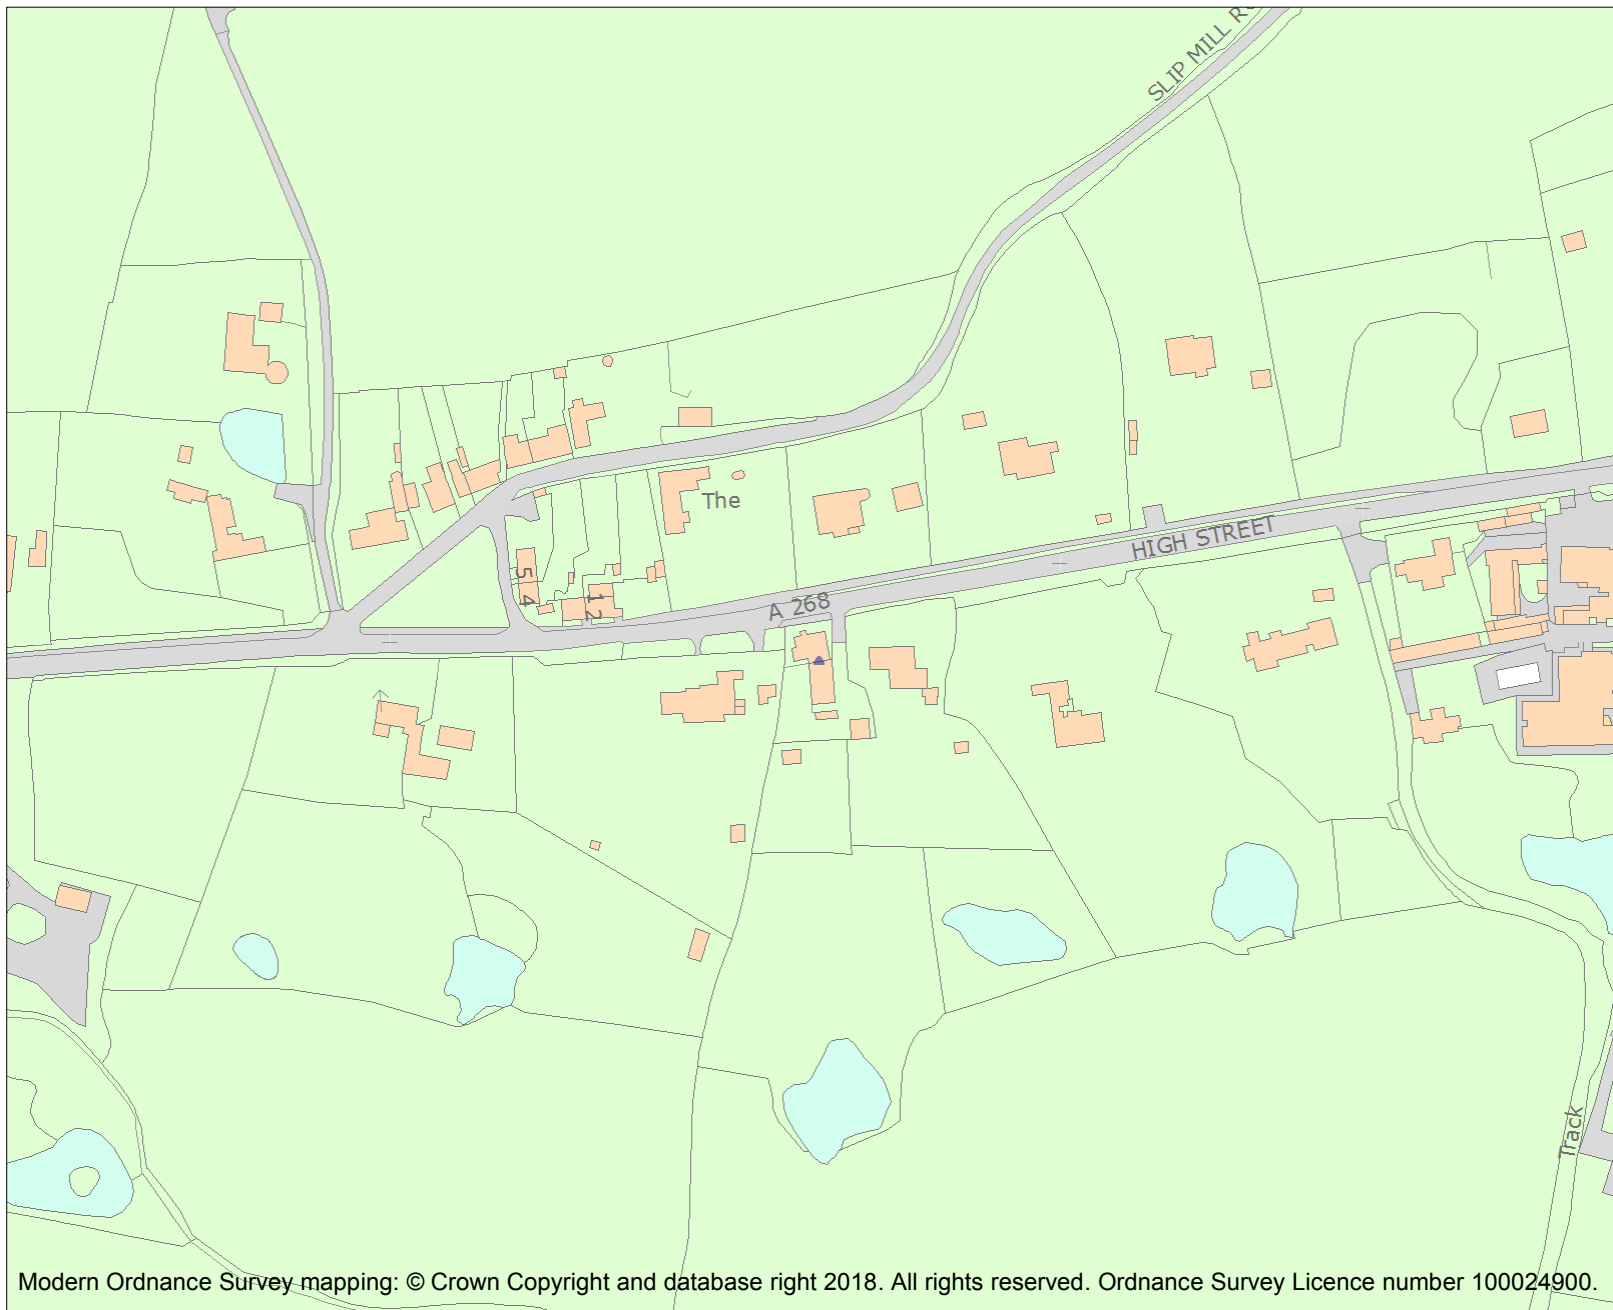 SLIP MILL
The
HIGH STREET
A 268
5
4
1
2
Track
Modern Ordnance Survey mapping: © Crown Copyright and database right 2018. All rights reserved. Ordnance Survey Licence number 100024900.